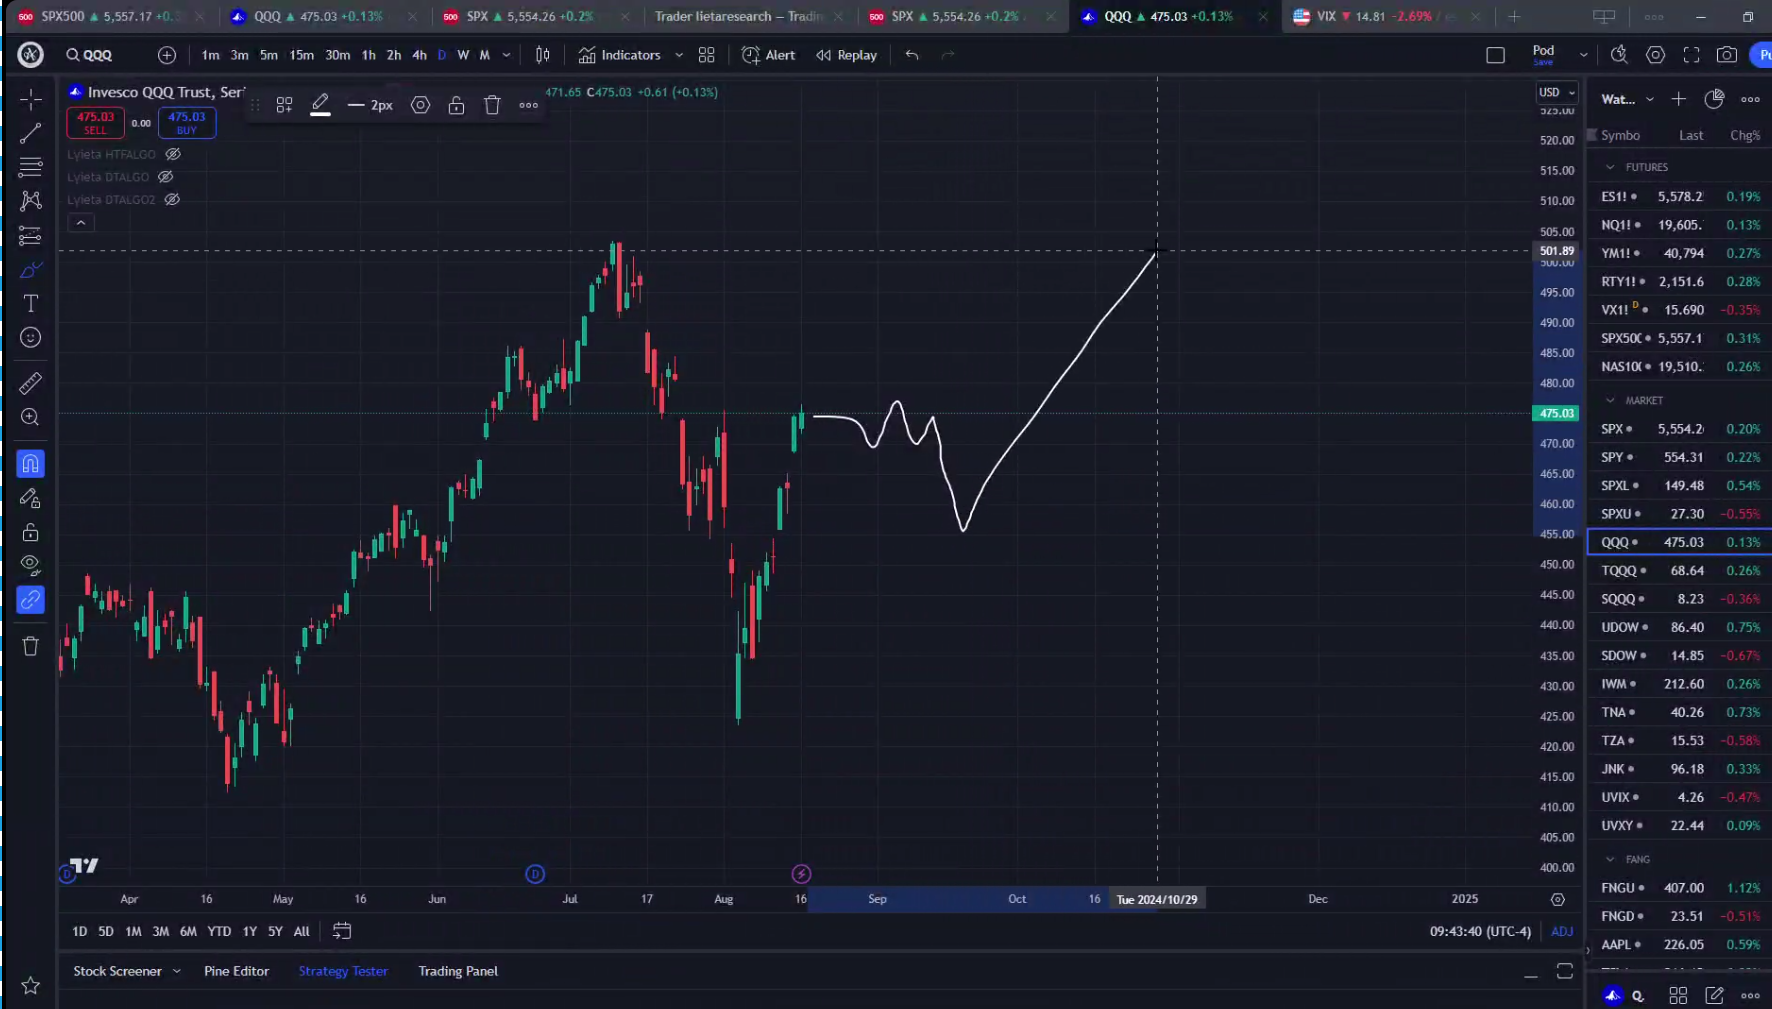 SPX500 ▲ 5,557.17 +0.
QQQ ▲ 475.03 +0.13%
SPX ▲ 5,554.26 +0.2%
Trader lietaresearch — Tradin
SPX ▲ 5,554.26 +0.2%
QQQ ▲ 475.03 +0.13%
VIX ▼ 14.81 -2.69%
QQQ 1m 3m 5m 15m 30m 1h 2h 4h D W M Indicators Alert Replay Pod
Save
Invesco QQQ Trust, Seri 2px 471.65 C475.03 +0.61 (+0.13%)
475.03 SELL 0.00 475.03 BUY
Lyleta HTFALGO
Lyleta DTALGO
Lyleta DTALGO2
USD
525.00
520.00
515.00
510.00
505.00
501.89
500.00
495.00
490.00
485.00
480.00
475.03
470.00
465.00
460.00
455.00
450.00
445.00
440.00
435.00
430.00
425.00
420.00
415.00
410.00
405.00
400.00
Apr 16 May 16 Jun Jul 17 Aug 16 Sep Oct 16 Tue 2024/10/29 Dec 2025
1D 5D 1M 3M 6M YTD 1Y 5Y All 09:43:40 (UTC-4) ADJ
Stock Screener Pine Editor Strategy Tester Trading Panel
Wat...
Symbo Last Chg%
FUTURES
ES1! 5,578.2 0.19%
NQ1! 19,605. 0.13%
YM1! 40,794 0.27%
RTY1! 2,151.6 0.28%
VX1! D 15.690 −0.35%
SPX50 5,557.1 0.31%
NAS10 19,510. 0.26%
MARKET
SPX 5,554.2 0.20%
SPY 554.31 0.22%
SPXL 149.48 0.54%
SPXU 27.30 −0.55%
QQQ 475.03 0.13%
TQQQ 68.64 0.26%
SQQQ 8.23 −0.36%
UDOW 86.40 0.75%
SDOW 14.85 −0.67%
IWM 212.60 0.26%
TNA 40.26 0.73%
TZA 15.53 −0.58%
JNK 96.18 0.33%
UVIX 4.26 −0.47%
UVXY 22.44 0.09%
FANG
FNGU 407.00 1.12%
FNGD 23.51 −0.51%
AAPL 226.05 0.59%
Q.